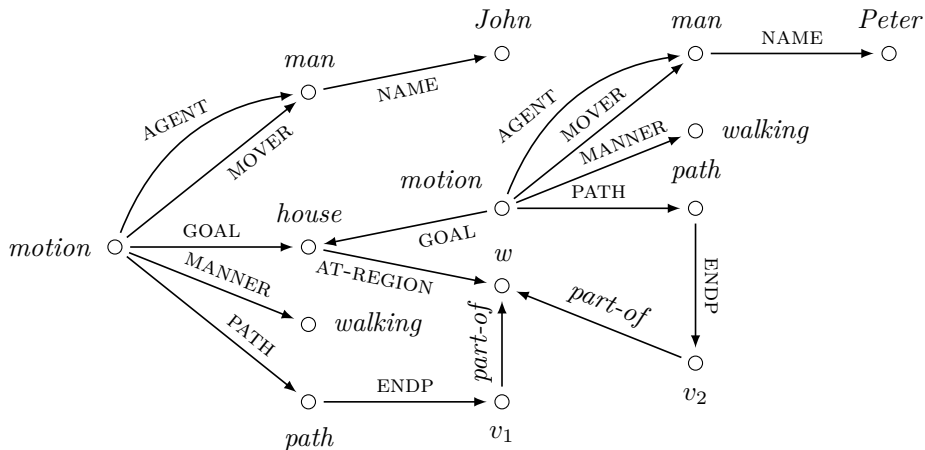 John
man
Peter
man
NAME
NAME
AGENT
MOVER
AGENT
MOVER
MANNER
walking
path
motion
PATH
house
GOAL
motion
GOAL
w
AT-REGION
MANNER
ENDP
part-of
walking
PATH
part-of
ENDP
v₂
path
v₁